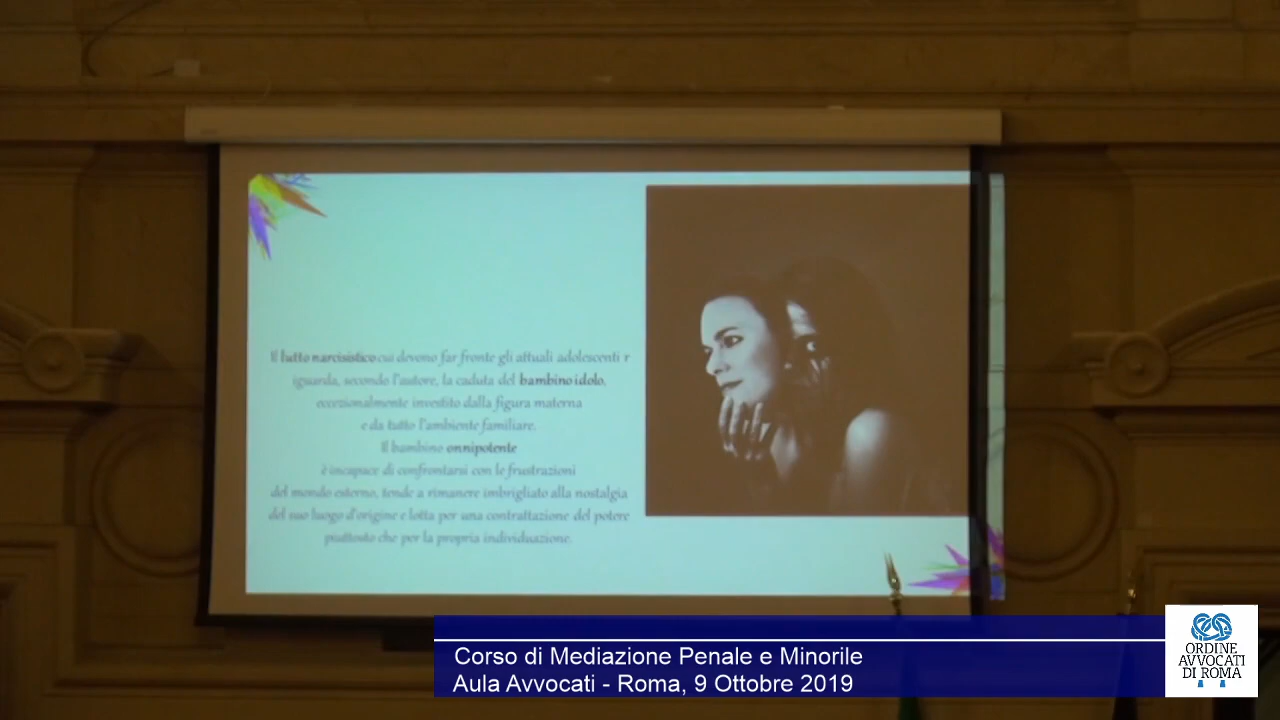 Il lutto narcisistico cui devono far fronte gli attuali adolescenti r
iguarda, secondo l'autore, la caduta del bambino idolo,
eccezionalmente investito dalla figura materna
e da tutto l'ambiente familiare.
Il bambino onnipotente
è incapace di confrontarsi con le frustrazioni
del mondo esterno, tende a rimanere imbrigliato alla nostalgia
del suo luogo d'origine e lotta per una contrattazione del potere
piuttosto che per la propria individuazione.
Corso di Mediazione Penale e Minorile
Aula Avvocati - Roma, 9 Ottobre 2019
ORDINE
AVVOCATI
DI ROMA